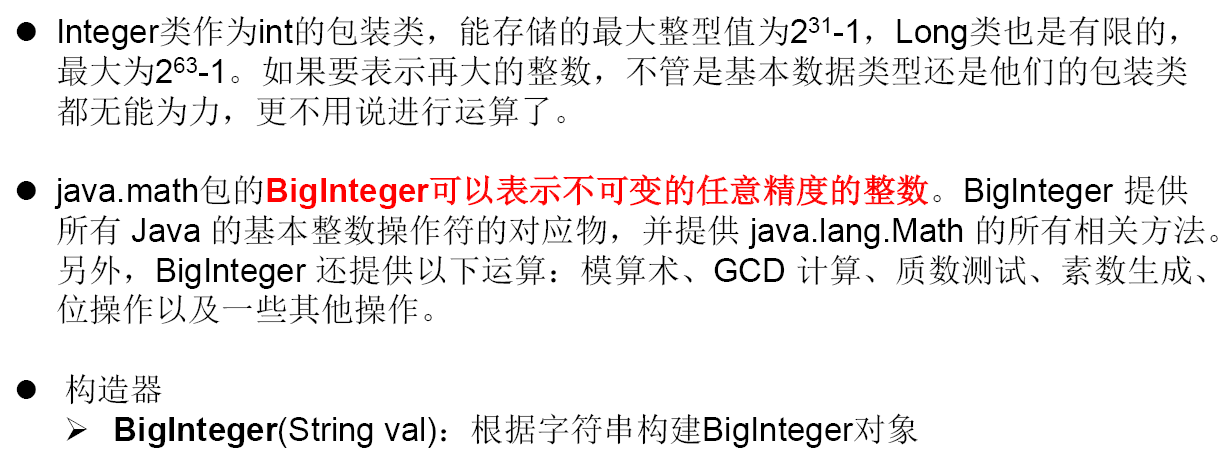 ● Integer类作为int的包装类，能存储的最大整型值为2³¹-1，Long类也是有限的，
最大为2⁶³-1。如果要表示再大的整数，不管是基本数据类型还是他们的包装类
都无能为力，更不用说进行运算了。
● java.math包的BigInteger可以表示不可变的任意精度的整数。BigInteger 提供
所有 Java 的基本整数操作符的对应物，并提供 java.lang.Math 的所有相关方法。
另外，BigInteger 还提供以下运算：模算术、GCD 计算、质数测试、素数生成、
位操作以及一些其他操作。
● 构造器
➢ BigInteger(String val)：根据字符串构建BigInteger对象